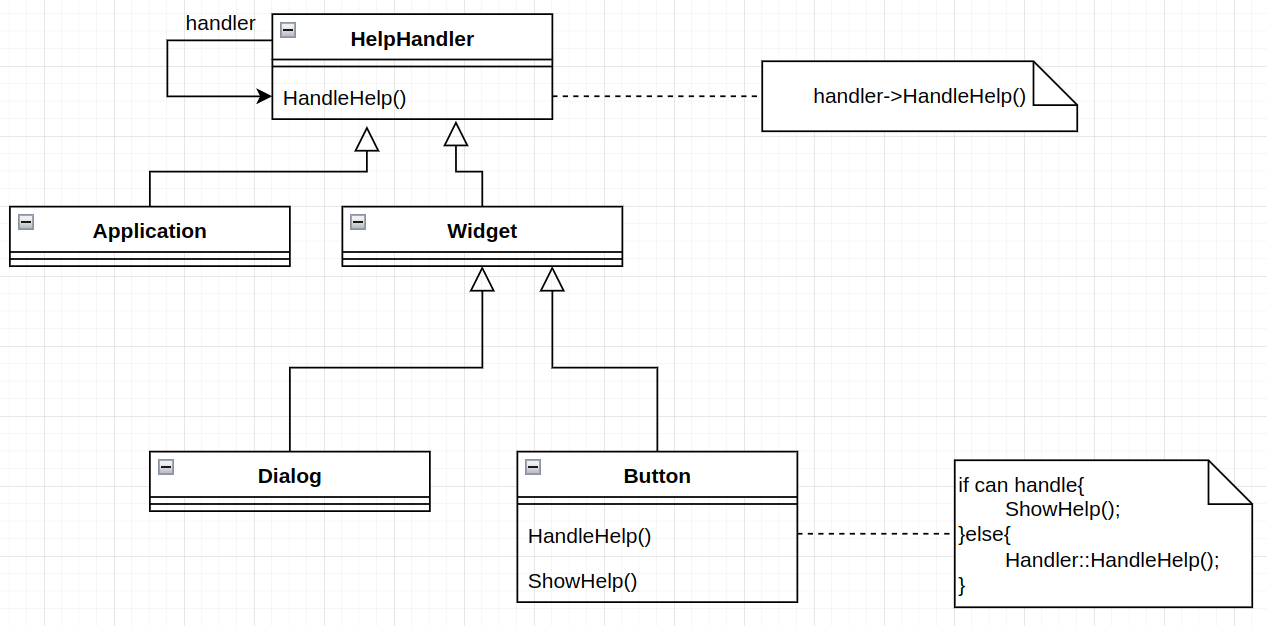 handler
HelpHandler
HandleHelp()
handler->HandleHelp()
Application
Widget
Dialog
Button
HandleHelp()
ShowHelp()
if can handle{
ShowHelp();
}else{
Handler::HandleHelp();
}